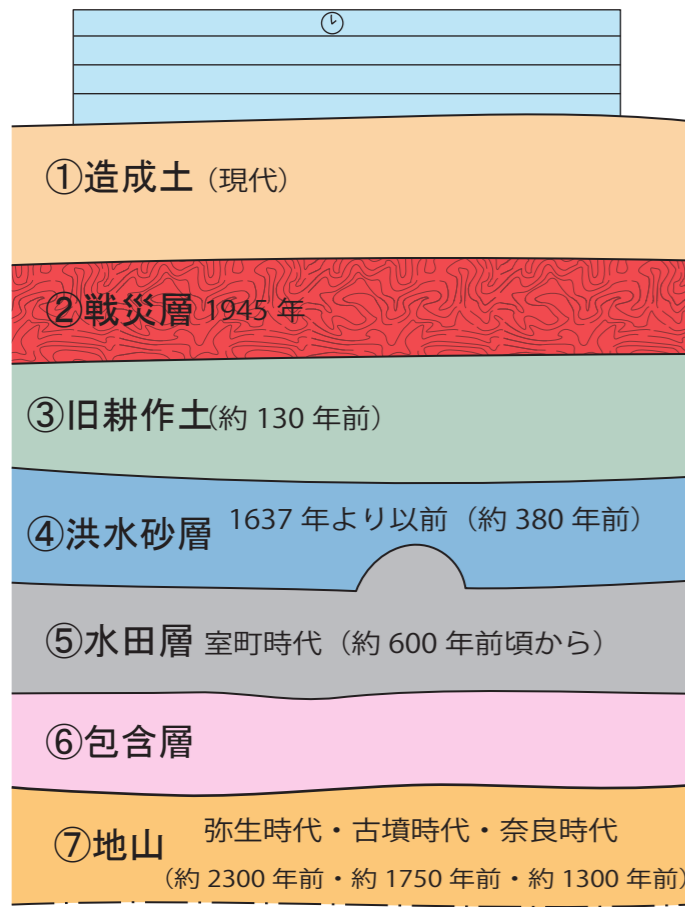 ①造成土（現代）
②戦災層 1945 年
③旧耕作土(約 130 年前）
④洪水砂層 1637 年より以前（約 380 年前）
⑤水田層 室町時代（約 600 年前頃から）
⑥包含層
⑦地山 弥生時代・古墳時代・奈良時代
（約 2300 年前・約 1750 年前・約 1300 年前）